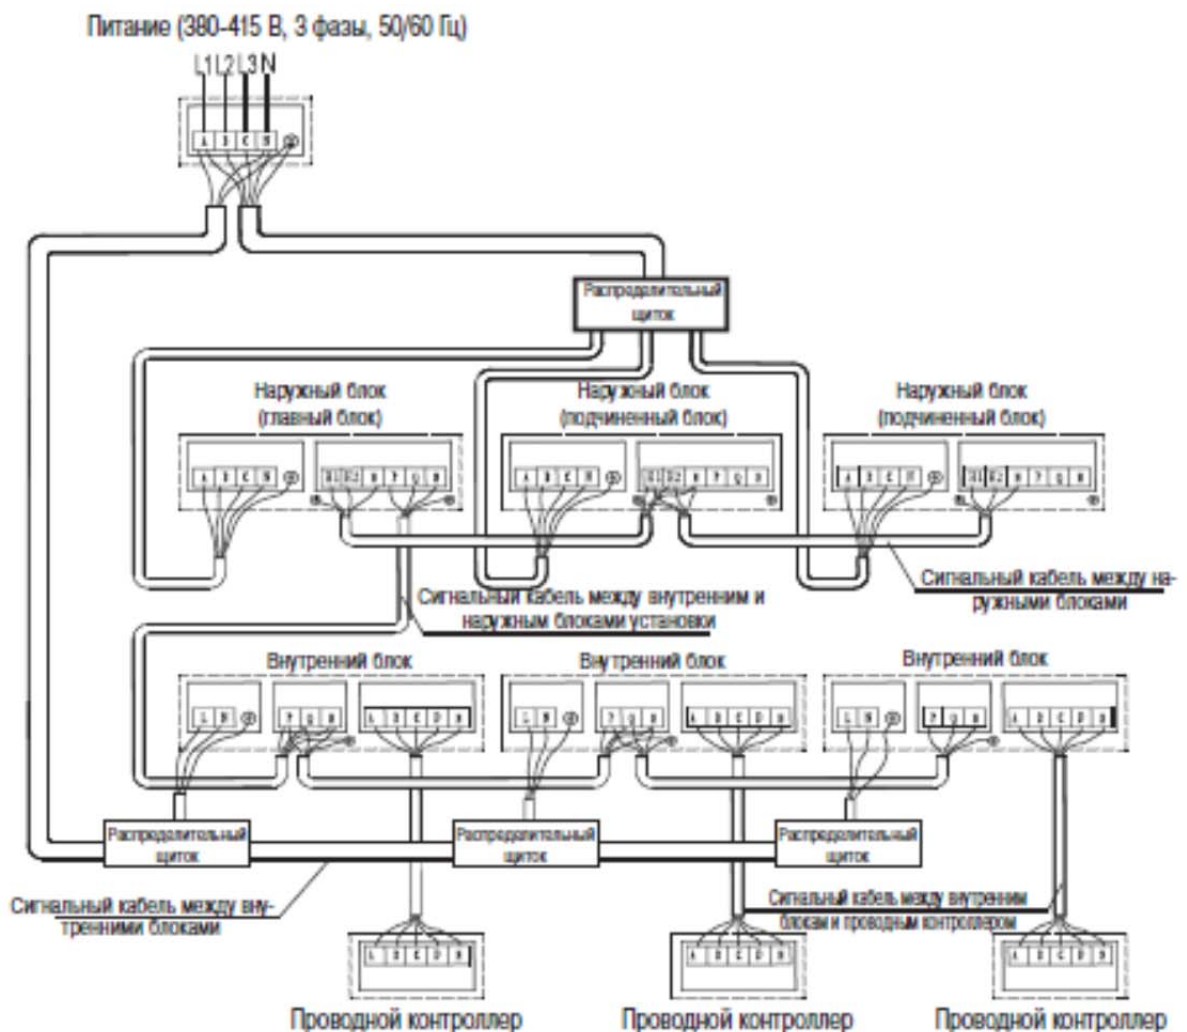 Питание (380-415 В, 3 фазы, 50/60 Гц)
L1 L2 L3 N
A B C N
Распределительный
щиток
Наружный блок
(главный блок)
Наружный блок
(подчиненный блок)
Наружный блок
(подчиненный блок)
A B C N
P Q
A B C N
P Q
A B C N
P Q
Сигнальный кабель между на-
ружными блоками
Сигнальный кабель между внутренним и
наружным блоками установки
Внутренний блок
Внутренний блок
Внутренний блок
L N
P Q
A B C D
L N
P Q
A B C D
L N
P Q
A B C D
Распределительный
щиток
Распределительный
щиток
Распределительный
щиток
Сигнальный кабель между вну-
тренними блоками
Сигнальный кабель между внутренним
блокам и проводным контроллером
A B C D
A B C D
A B C D
Проводной контроллер
Проводной контроллер
Проводной контроллер